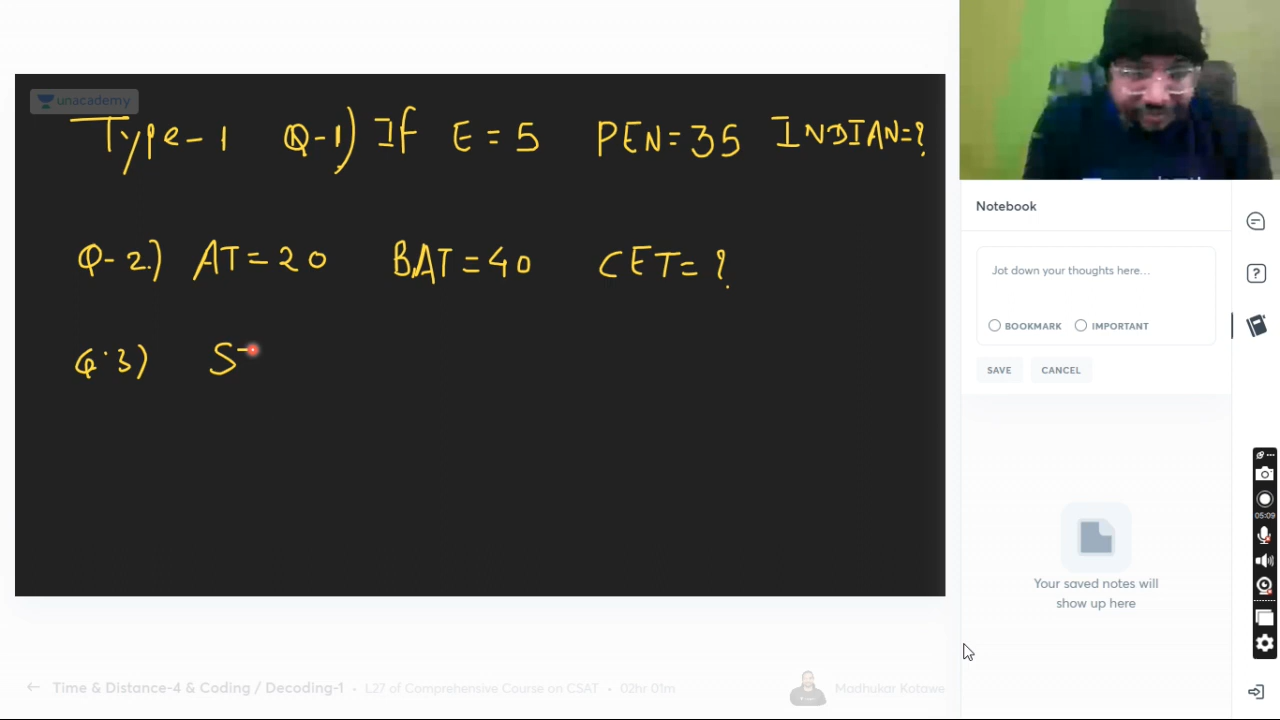 unacademy
Type-1 Q-1) If E = 5 PEN = 35 INDIAN = ?
Q-2.) AT = 20 BAT = 40 CET = ?
Q.3) S
Notebook
Jot down your thoughts here...
BOOKMARK IMPORTANT
SAVE CANCEL
05:09
Your saved notes will
show up here
Time & Distance-4 & Coding / Decoding-1 • L27 of Comprehensive Course on CSAT • 02hr 01m
Madhukar Kotawe